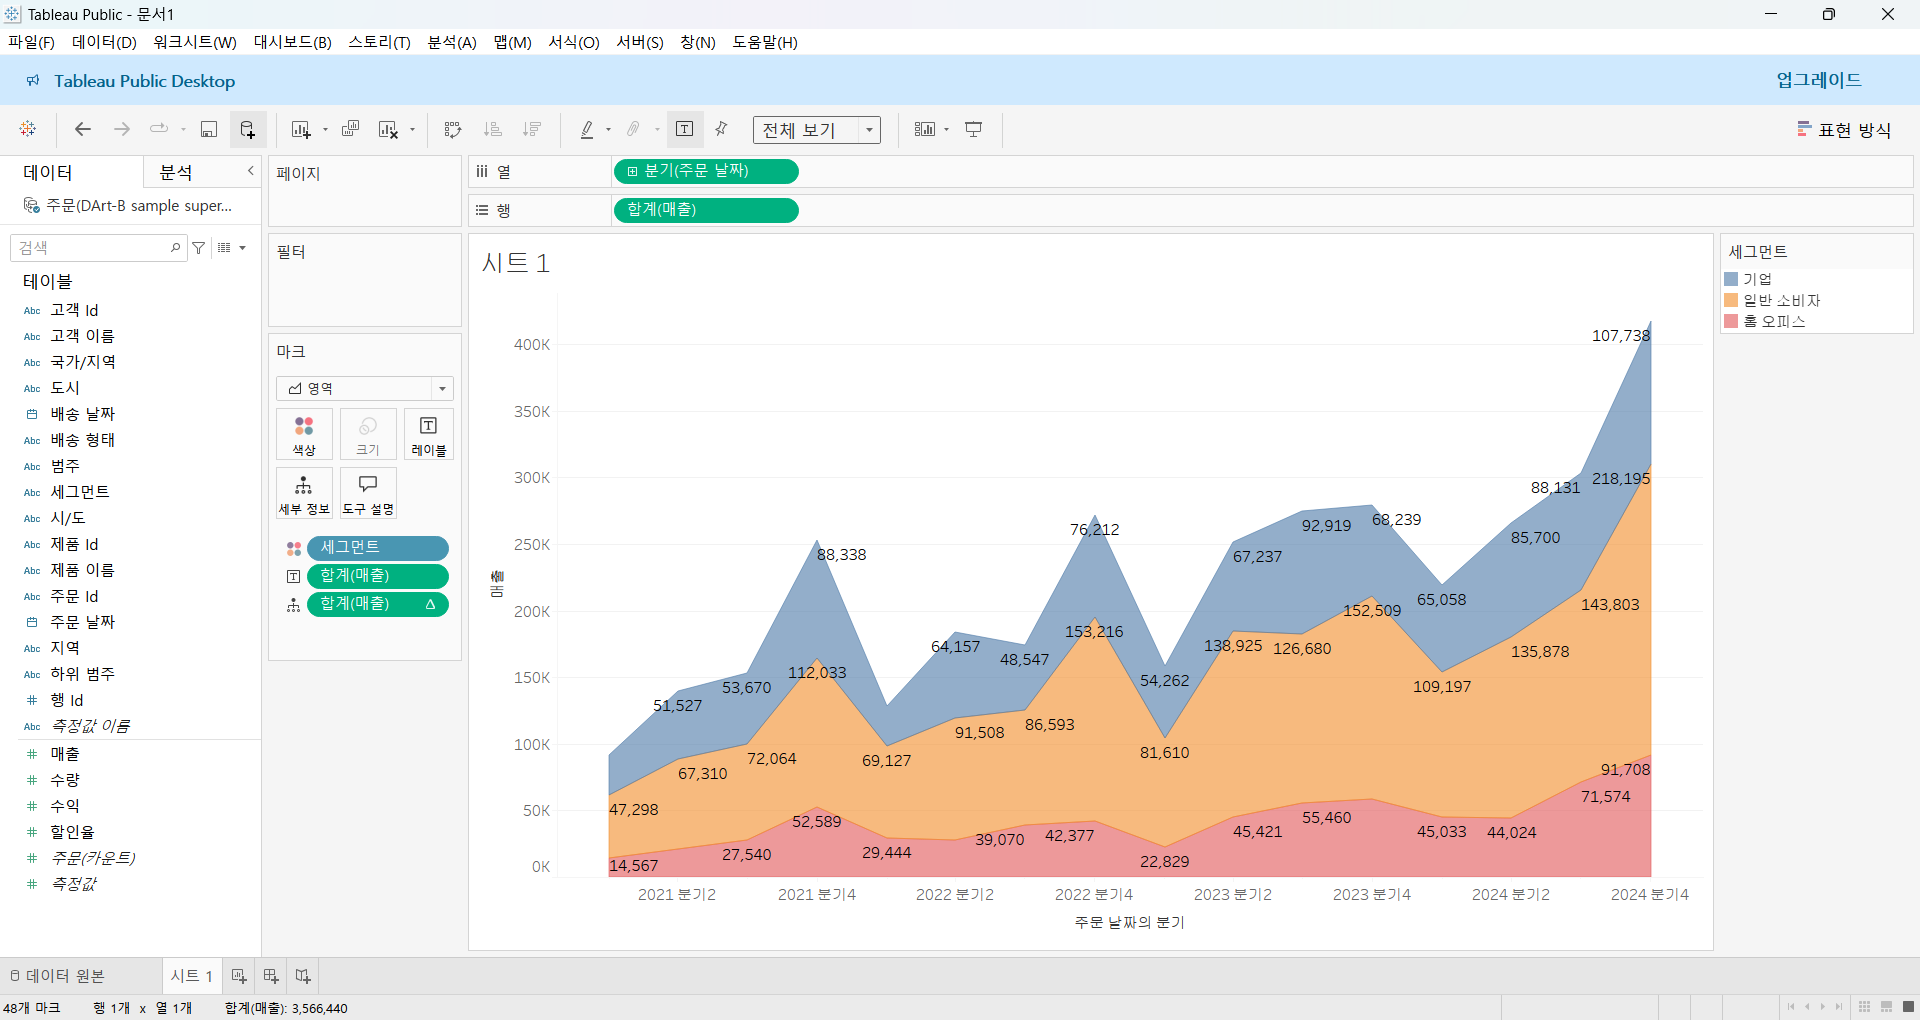 Tableau Public - 문서1
파일(F) 데이터(D) 워크시트(W) 대시보드(B) 스토리(T) 분석(A) 맵(M) 서식(O) 서버(S) 창(N) 도움말(H)
Tableau Public Desktop
업그레이드
전체 보기
표현 방식
데이터
분석
주문(DArt-B sample super...
검색
테이블
Abc 고객 Id
Abc 고객 이름
Abc 국가/지역
Abc 도시
배송 날짜
Abc 배송 형태
Abc 범주
Abc 세그먼트
Abc 시/도
Abc 제품 Id
Abc 제품 이름
Abc 주문 Id
주문 날짜
Abc 지역
Abc 하위 범주
# 행 Id
Abc 측정값 이름
# 매출
# 수량
# 수익
# 할인율
# 주문(카운트)
# 측정값
페이지
필터
마크
영역
색상
크기
레이블
세부 정보
도구 설명
세그먼트
합계(매출)
합계(매출) Δ
열
분기(주문 날짜)
행
합계(매출)
시트 1
400K
350K
300K
250K
200K
150K
100K
50K
0K
매출
107,738
218,195
88,131
85,700
68,239
92,919
67,237
76,212
88,338
65,058
143,803
152,509
135,878
153,216
138,925
126,680
64,157
48,547
54,262
109,197
112,033
53,670
51,527
91,508
86,593
81,610
69,127
72,064
67,310
47,298
91,708
71,574
52,589
55,460
45,421
45,033
44,024
42,377
39,070
29,444
27,540
22,829
14,567
2021 분기2
2021 분기4
2022 분기2
2022 분기4
2023 분기2
2023 분기4
2024 분기2
2024 분기4
주문 날짜의 분기
세그먼트
기업
일반 소비자
홈 오피스
데이터 원본
시트 1
48개 마크 행 1개 x 열 1개 합계(매출): 3,566,440